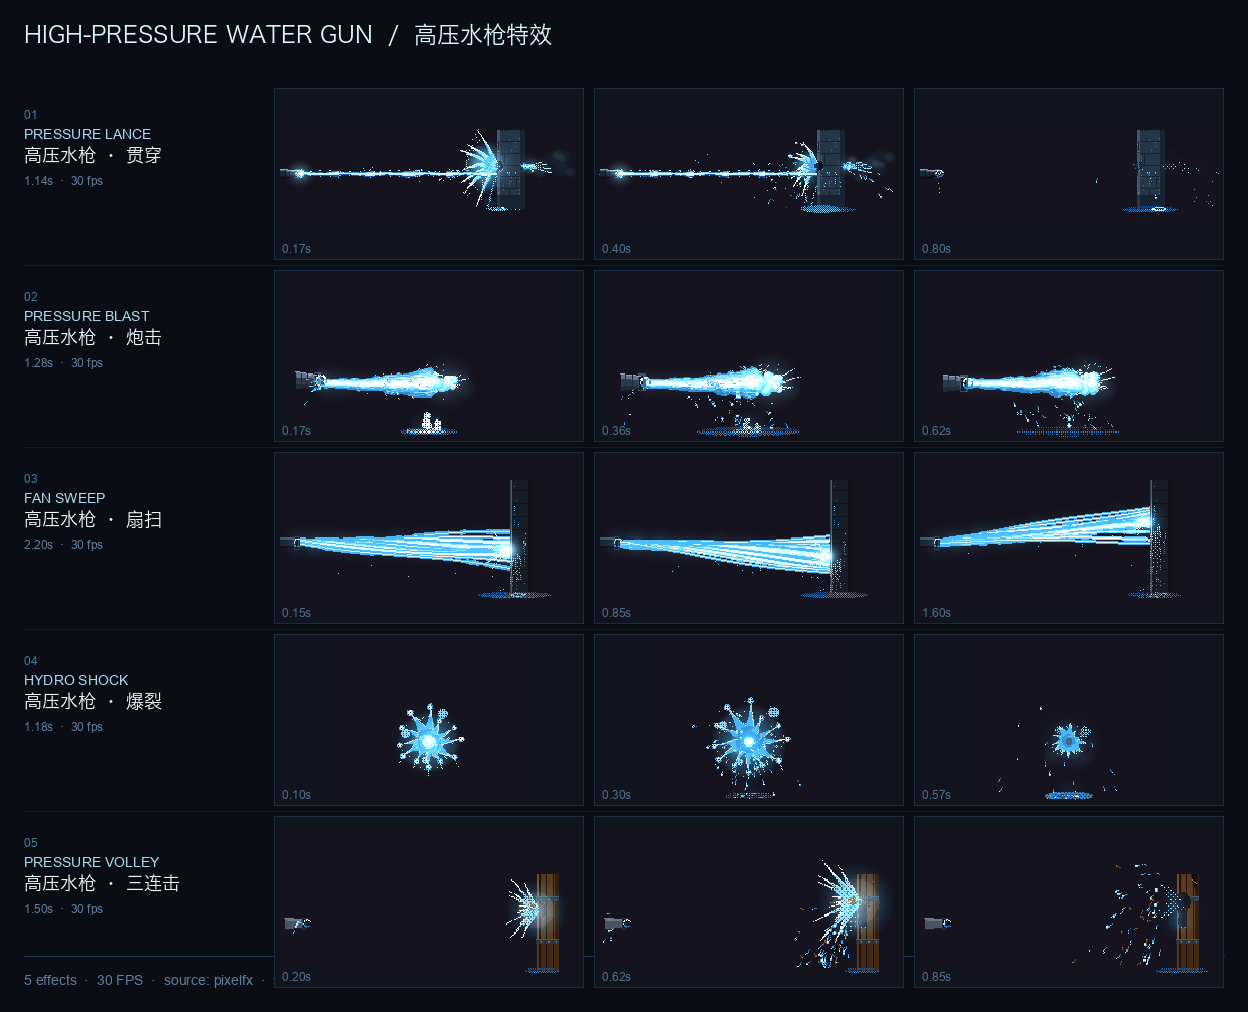 HIGH-PRESSURE WATER GUN / 高压水枪特效
01
PRESSURE LANCE
高压水枪 · 贯穿
1.14s · 30 fps
0.17s
0.40s
0.80s
02
PRESSURE BLAST
高压水枪 · 炮击
1.28s · 30 fps
0.17s
0.36s
0.62s
03
FAN SWEEP
高压水枪 · 扇扫
2.20s · 30 fps
0.15s
0.85s
1.60s
04
HYDRO SHOCK
高压水枪 · 爆裂
1.18s · 30 fps
0.10s
0.30s
0.57s
05
PRESSURE VOLLEY
高压水枪 · 三连击
1.50s · 30 fps
0.20s
0.62s
0.85s
5 effects · 30 FPS · source: pixelfx ·